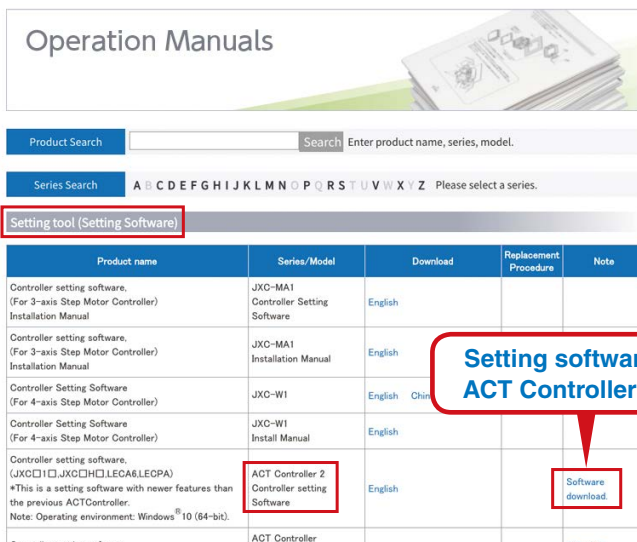 Operation Manuals
Product Search
Search
Enter product name, series, model.
Series Search
A B C D E F G H I J K L M N O P Q R S T U V W X Y Z
Please select a series.
Setting tool (Setting Software)
Product name Series/Model Download Replacement Procedure Note
Controller setting software,
(For 3-axis Step Motor Controller)
Installation Manual
JXC-MA1
Controller Setting
Software
English
Controller setting software,
(For 3-axis Step Motor Controller)
Installation Manual
JXC-MA1
Installation Manual
English
Setting softwar
ACT Controller
Controller Setting Software
(For 4-axis Step Motor Controller)
JXC-W1
English Chin
Controller Setting Software
(For 4-axis Step Motor Controller)
JXC-W1
Install Manual
English
Controller setting software,
(JXC□1□,JXC□H□,LECA6,LECPA)
*This is a setting software with newer features than
the previous ACTController.
Note: Operating environment: Windows®10 (64-bit).
ACT Controller 2
Controller setting
Software
English
Software
download.
ACT Controller